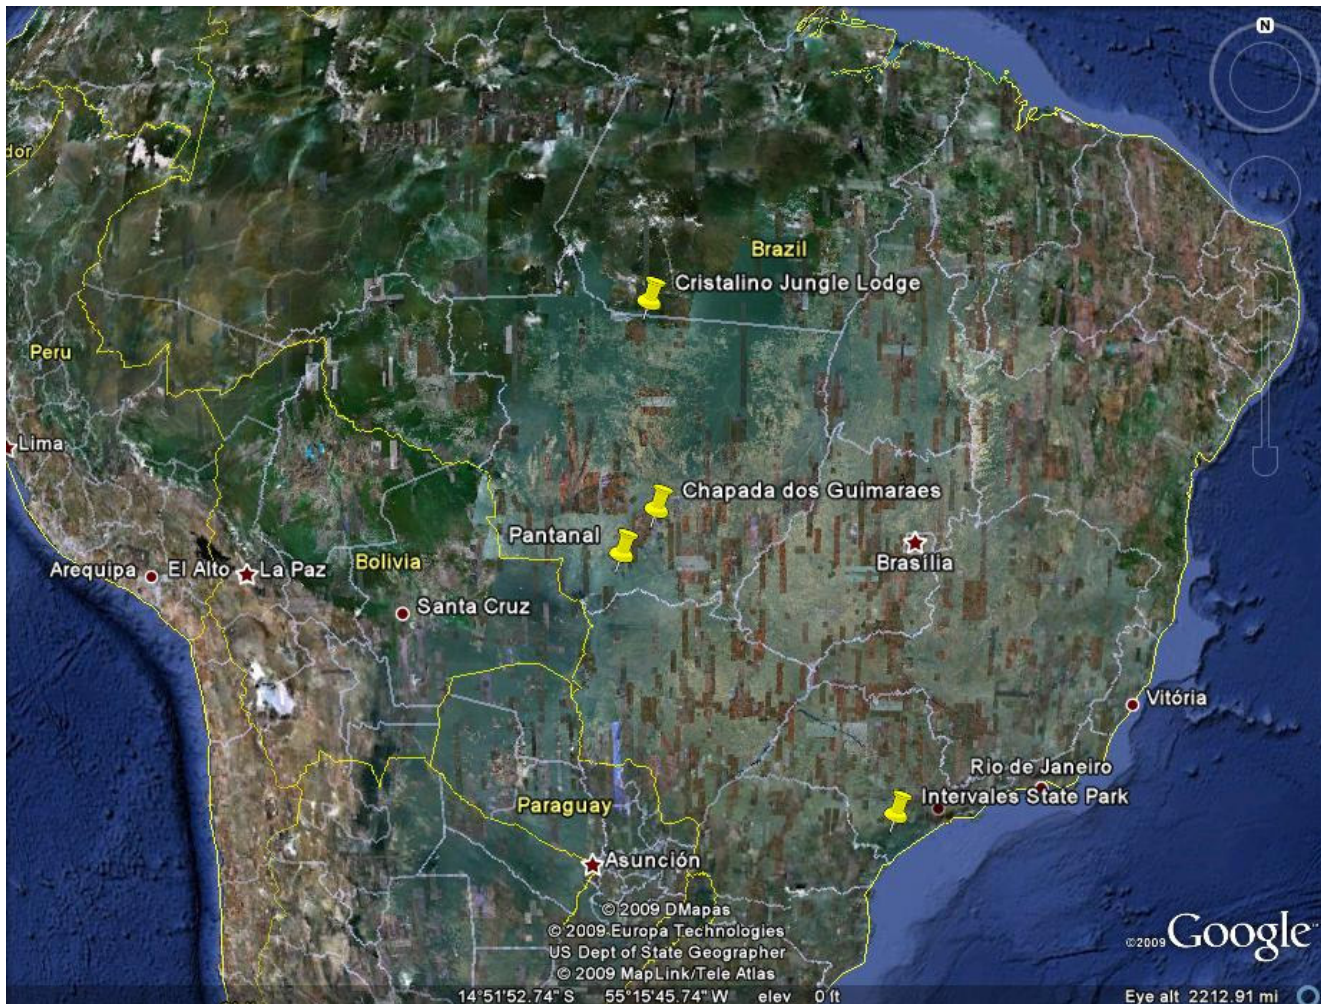 N
dor
Brazil
Cristalino Jungle Lodge
Peru
Lima
Chapada dos Guimaraes
Pantanal
Brasília
Arequipa
El Alto
La Paz
Bolivia
Santa Cruz
Vitória
Rio de Janeiro
Intervales State Park
Paraguay
Asunción
© 2009 DMapas
© 2009 Europa Technologies
US Dept of State Geographer
© 2009 MapLink/Tele Atlas
©2009 Google
14°51'52.74" S 55°15'45.74" W elev 0 ft
Eye alt 2212.91 mi